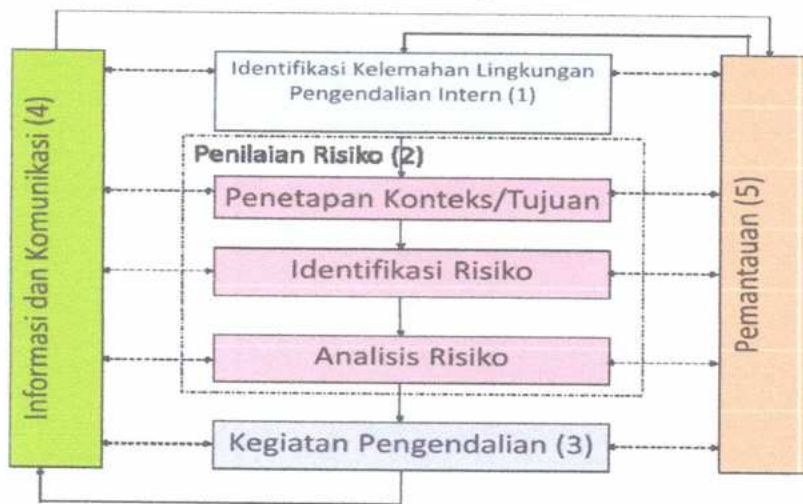 Identifikasi Kelemahan Lingkungan
Pengendalian Intern (1)
Penilaian Risiko (2)
Penetapan Konteks/Tujuan
Identifikasi Risiko
Analisis Risiko
Kegiatan Pengendalian (3)
Informasi dan Komunikasi (4)
Pemantauan (5)